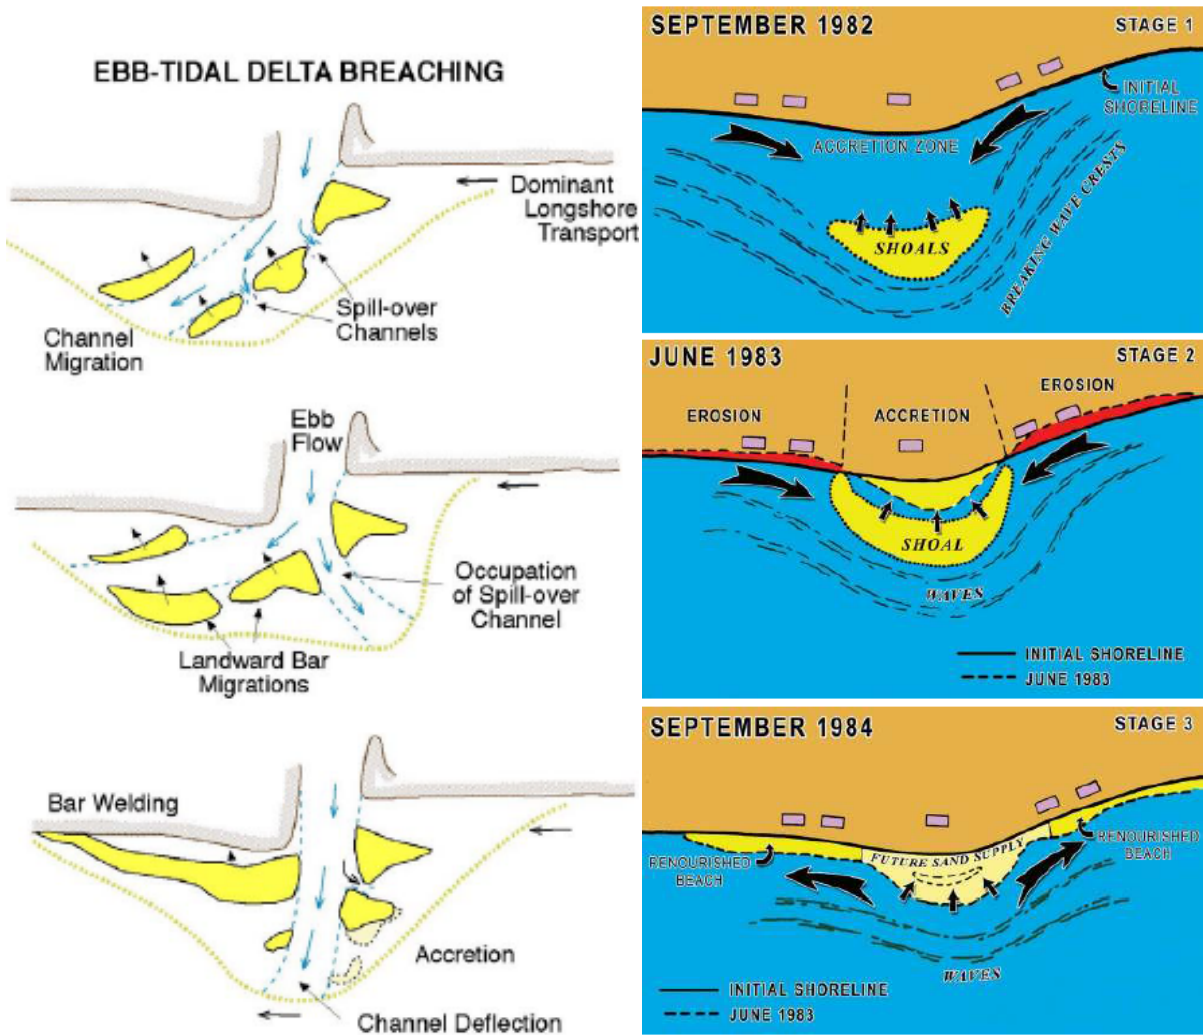 EBB-TIDAL DELTA BREACHING
Dominant
Longshore
Transport
Spill-over
Channels
Channel
Migration
Ebb
Flow
Occupation
of Spill-over
Channel
Landward Bar
Migrations
Bar Welding
Accretion
Channel Deflection
SEPTEMBER 1982
STAGE 1
INITIAL
SHORELINE
ACCRETION ZONE
SHOALS
BREAKING WAVE CRESTS
JUNE 1983
STAGE 2
EROSION
EROSION
ACCRETION
SHOAL
WAVES
INITIAL SHORELINE
JUNE 1983
SEPTEMBER 1984
STAGE 3
RENOURISHED
BEACH
FUTURE SAND SUPPLY
RENOURISHED
BEACH
WAVES
INITIAL SHORELINE
JUNE 1983